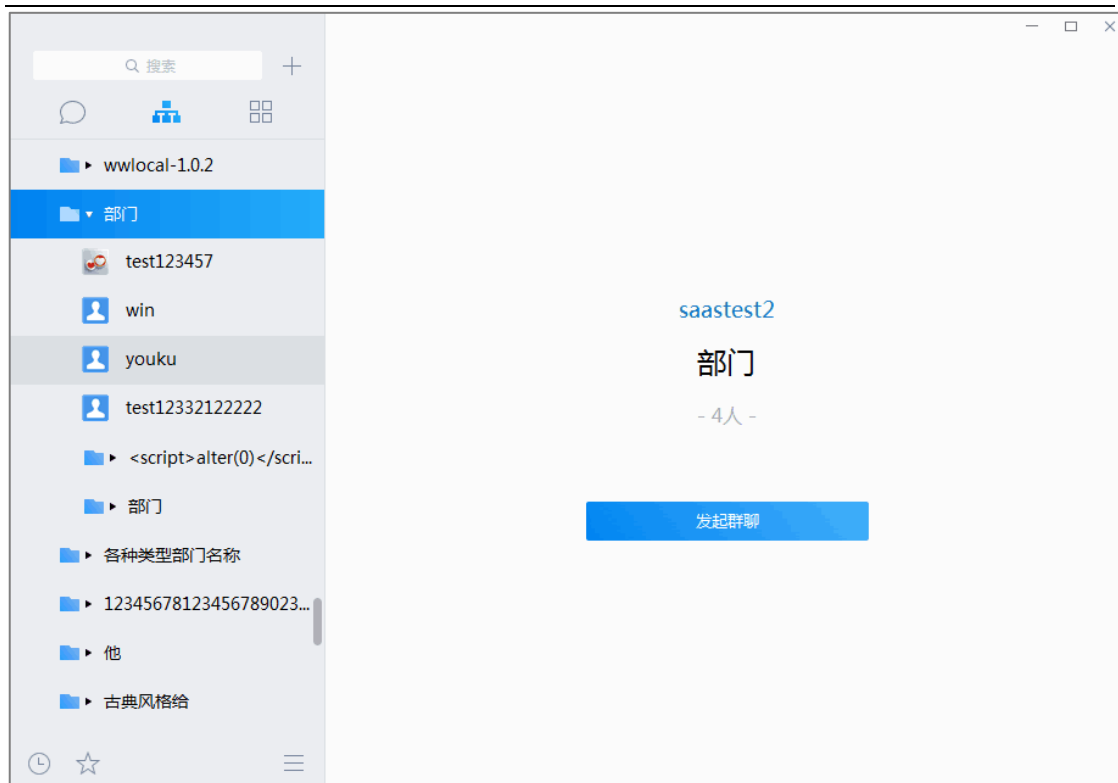 搜索
wwlocal-1.0.2
部门
test123457
win
youku
test12332122222
<script>alter(0)</scri...
部门
各种类型部门名称
12345678123456789023...
他
古典风格给
saastest2
部门
- 4人 -
发起群聊